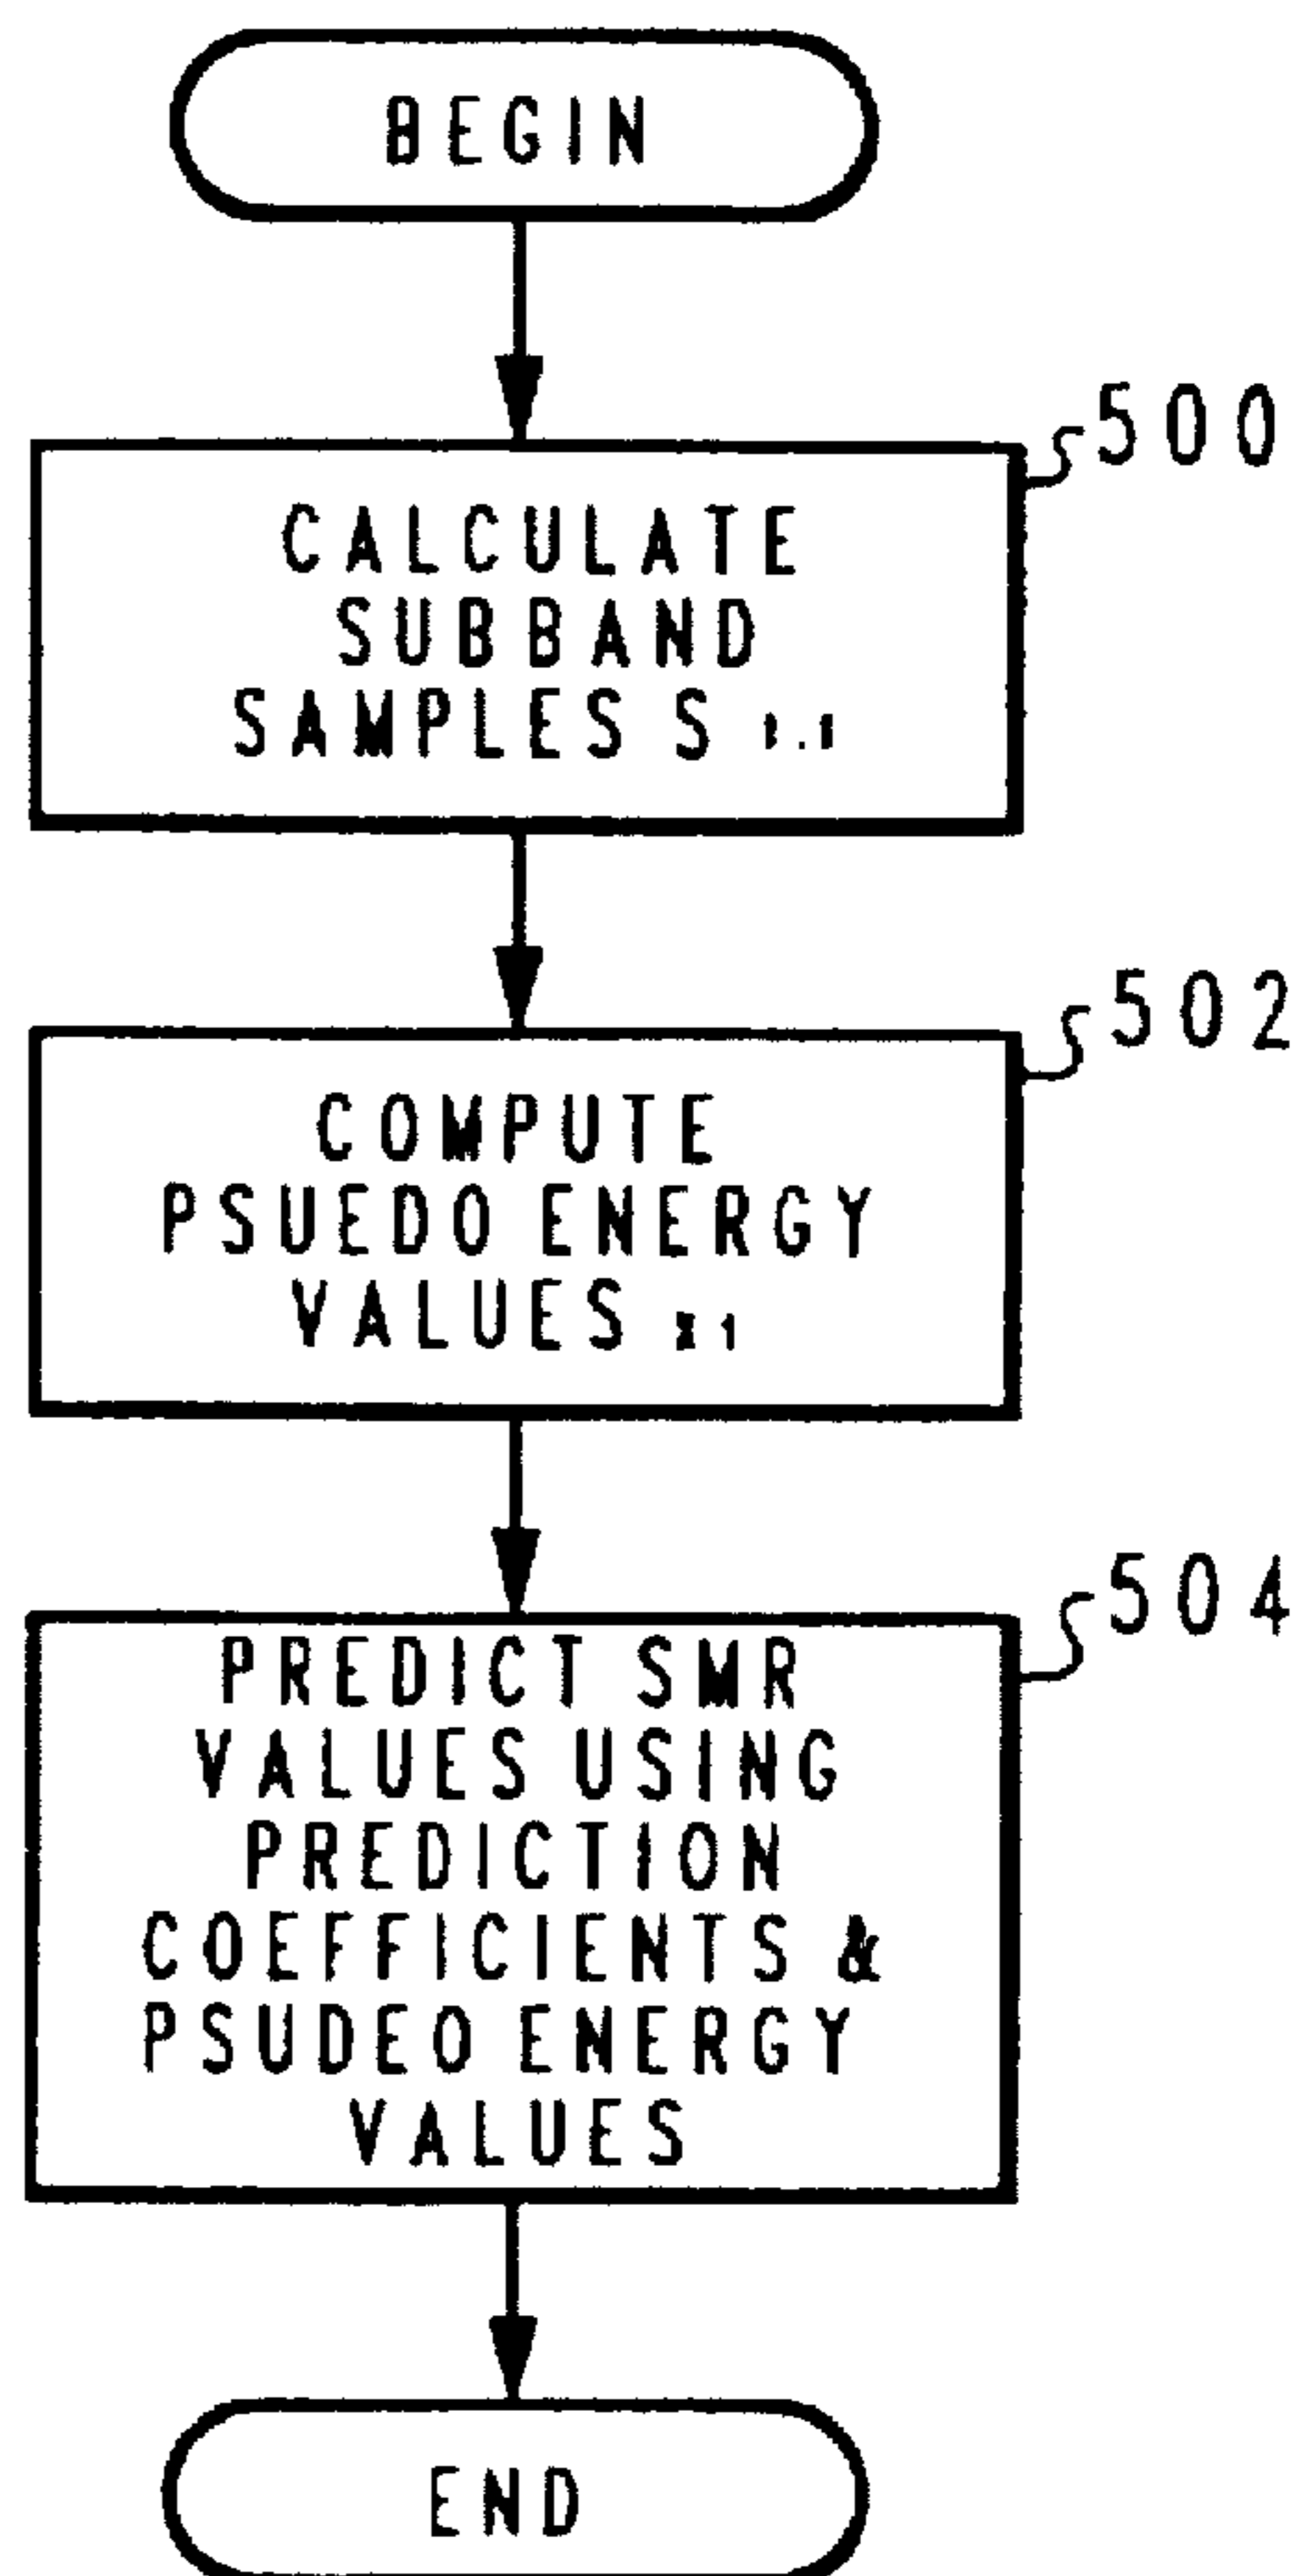 BEGIN
500
CALCULATE
SUBBAND
SAMPLES S
502
COMPUTE
PSUEDO ENERGY
VALUES
504
PREDICT SMR
VALUES USING
PREDICTION
COEFFICIENTS &
PSUDEO ENERGY
VALUES
END